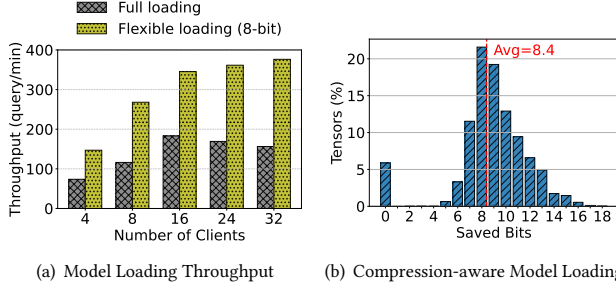 Full loading
Flexible loading (8-bit)
Throughput (query/min)
400
300
200
100
0
4 8 16 24 32
Number of Clients
(a) Model Loading Throughput
Tensors (%)
20
15
10
5
0
Avg=8.4
0 2 4 6 8 10 12 14 16 18
Saved Bits
(b) Compression-aware Model Loading